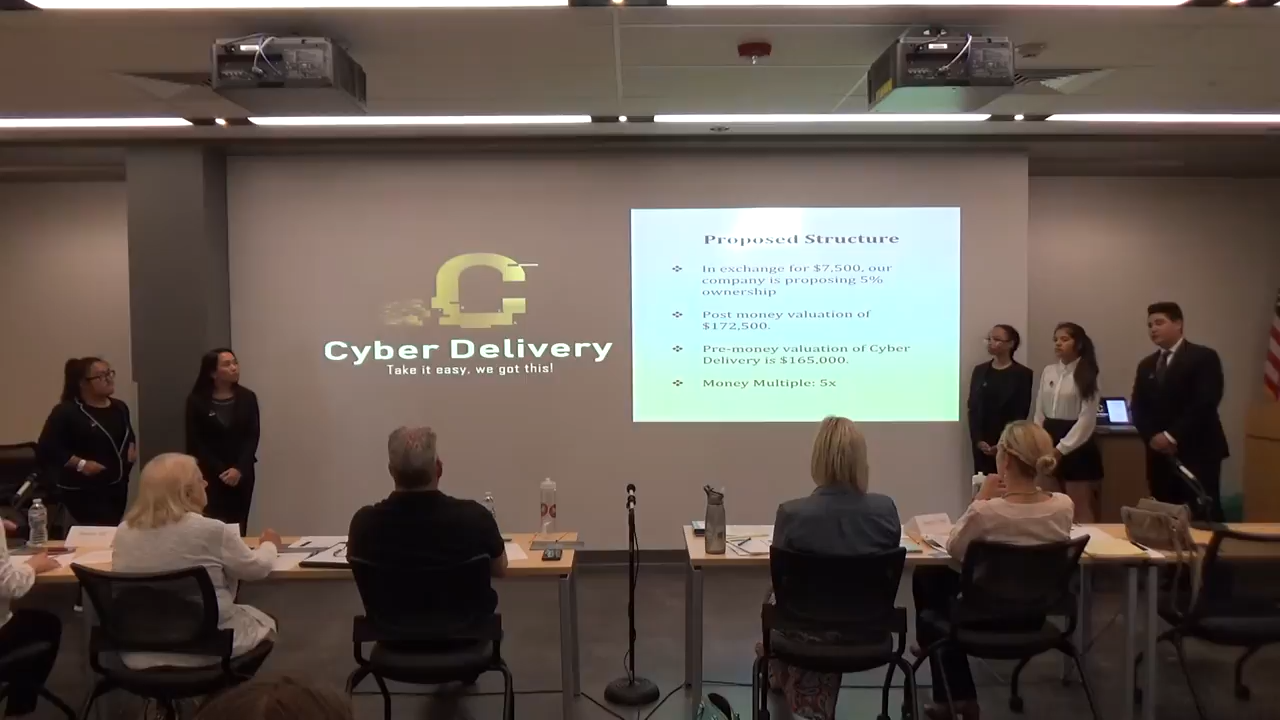 Cyber Delivery
Take it easy, we got this!
Proposed Structure
❖ In exchange for $7,500, our
company is proposing 5%
ownership
❖ Post money valuation of
$172,500.
❖ Pre-money valuation of Cyber
Delivery is $165,000.
❖ Money Multiple: 5x